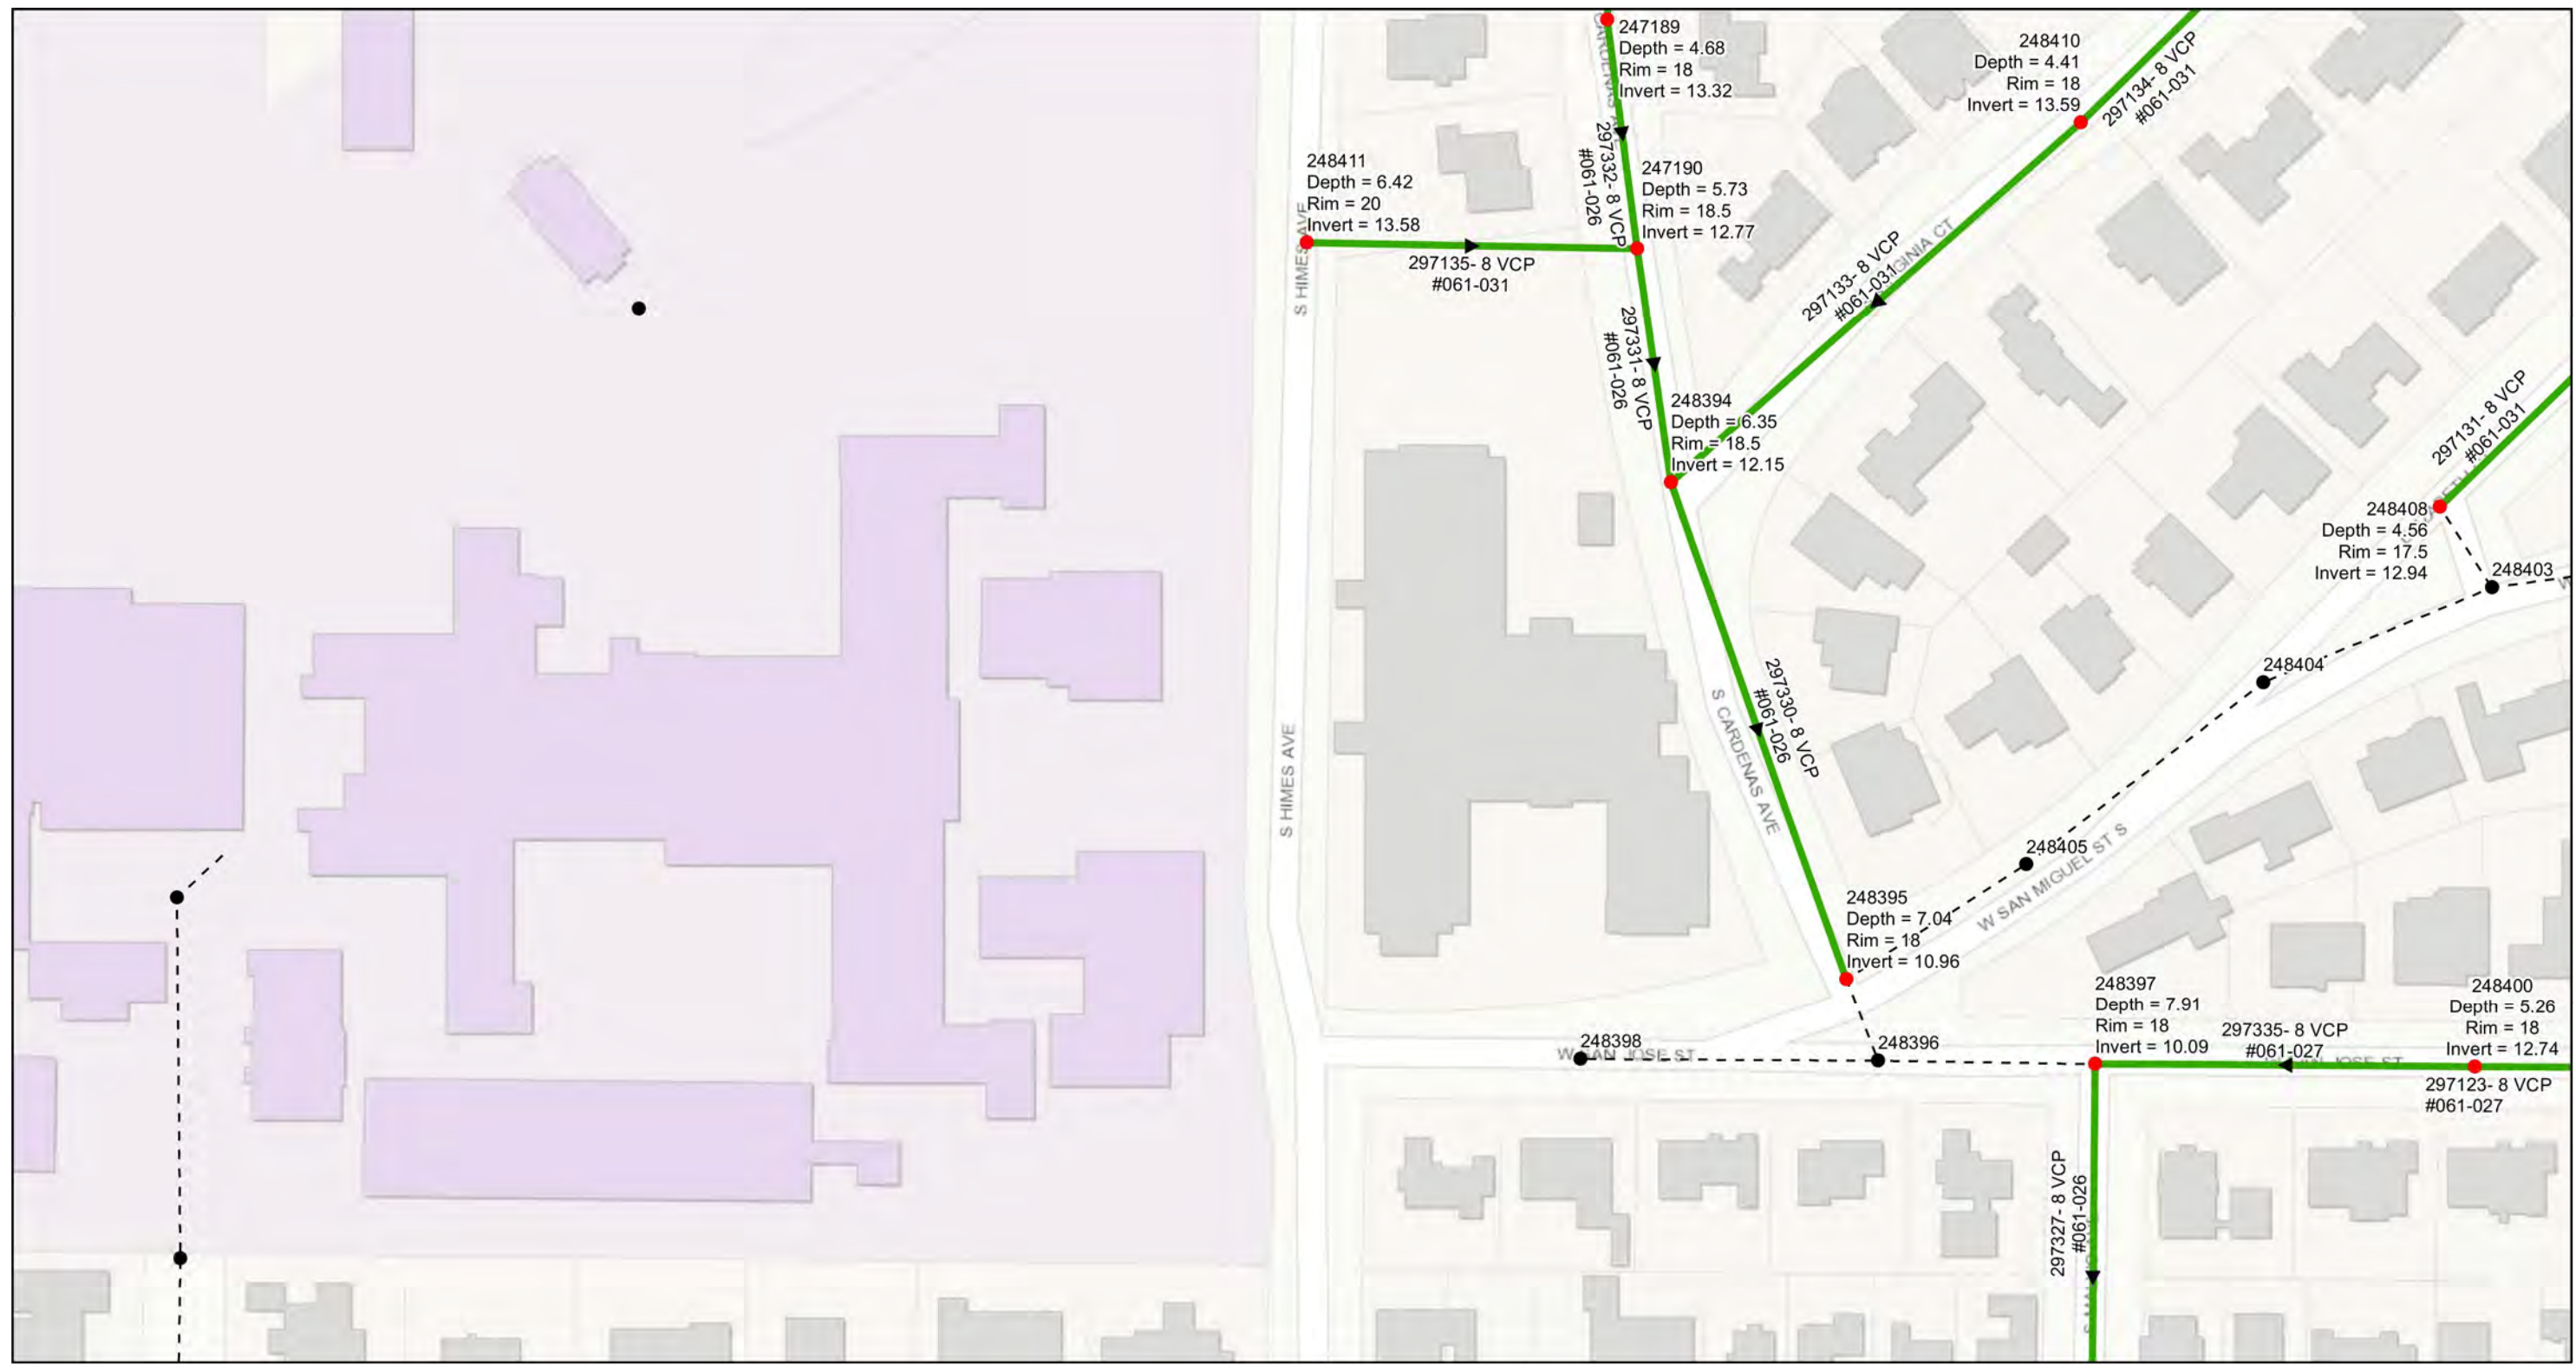 247189
Depth = 4.68
Rim = 18
Invert = 13.32
248410
Depth = 4.41
Rim = 18
Invert = 13.59
297134- 8 VCP
#061-031
297332- 8 VCP
#061-026
248411
Depth = 6.42
Rim = 20
Invert = 13.58
S HIMES AVE
247190
Depth = 5.73
Rim = 18.5
Invert = 12.77
297135- 8 VCP
#061-031
297133- 8 VCP
#061-031
CT
297331- 8 VCP
#061-026
248394
Depth = 6.35
Rim = 18.5
Invert = 12.15
297131- 8 VCP
#061-031
248408
Depth = 4.56
Rim = 17.5
Invert = 12.94
248403
248404
297330- 8 VCP
#061-026
S CARDENAS AVE
S HIMES AVE
248405
W SAN MIGUEL ST S
248395
Depth = 7.04
Rim = 18
Invert = 10.96
248397
Depth = 7.91
Rim = 18
Invert = 10.09
248400
Depth = 5.26
Rim = 18
Invert = 12.74
297335- 8 VCP
#061-027
248398
W SAN JOSE ST
248396
JOSE ST
297123- 8 VCP
#061-027
297327- 8 VCP
#061-026